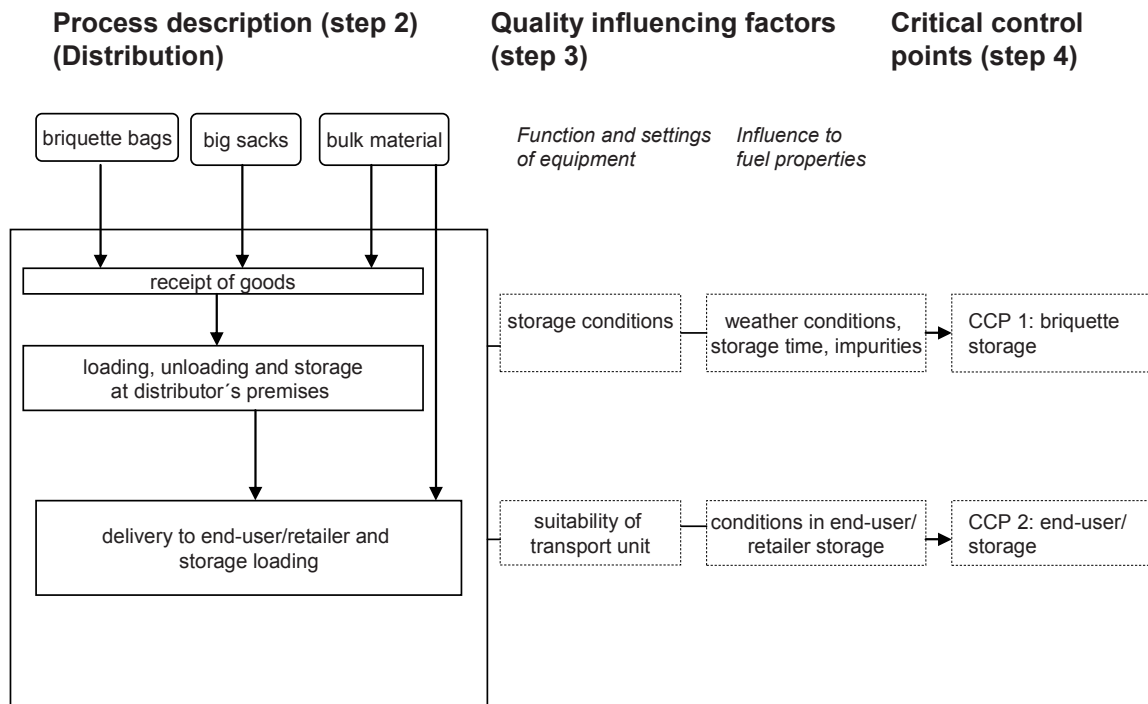 Process description (step 2)
(Distribution)
Quality influencing factors
(step 3)
Critical control
points (step 4)
briquette bags
big sacks
bulk material
Function and settings
of equipment
Influence to
fuel properties
receipt of goods
storage conditions
weather conditions,
storage time, impurities
CCP 1: briquette
storage
loading, unloading and storage
at distributor´s premises
delivery to end-user/retailer and
storage loading
suitability of
transport unit
conditions in end-user/
retailer storage
CCP 2: end-user/
storage